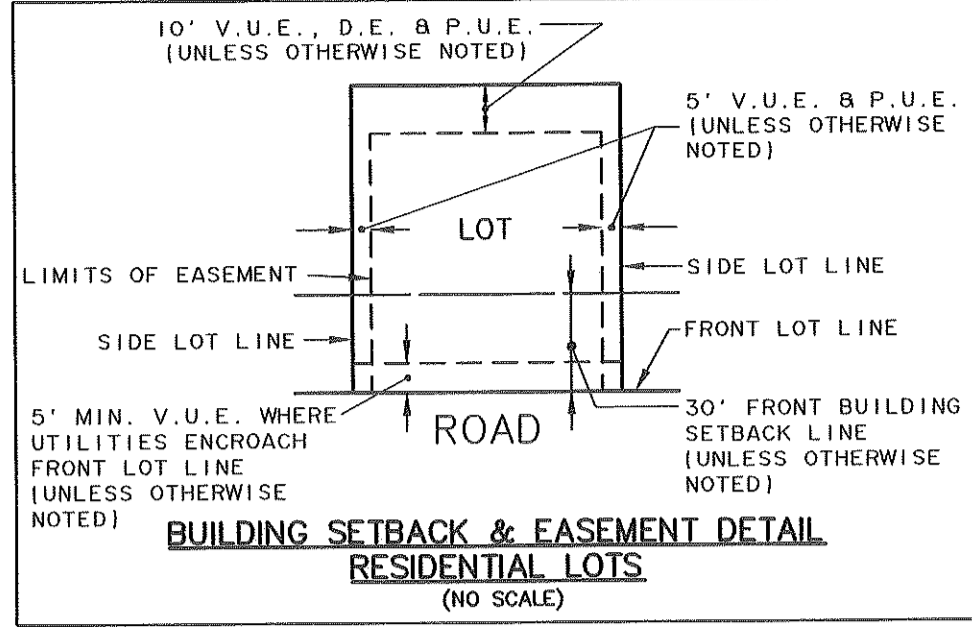 10' V.U.E., D.E. & P.U.E.
(UNLESS OTHERWISE NOTED)
5' V.U.E. & P.U.E.
(UNLESS OTHERWISE
NOTED)
LOT
LIMITS OF EASEMENT
SIDE LOT LINE
SIDE LOT LINE
FRONT LOT LINE
5' MIN. V.U.E. WHERE
UTILITIES ENCROACH
FRONT LOT LINE
(UNLESS OTHERWISE
NOTED)
ROAD
30' FRONT BUILDING
SETBACK LINE
(UNLESS OTHERWISE
NOTED)
BUILDING SETBACK & EASEMENT DETAIL
RESIDENTIAL LOTS
(NO SCALE)